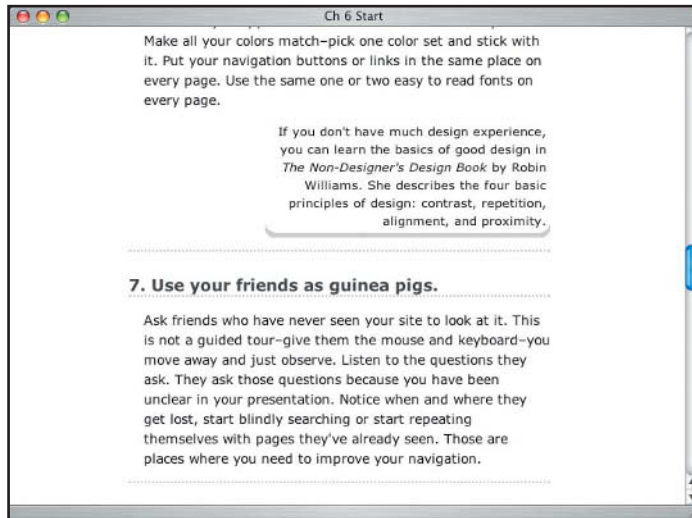 Ch 6 Start
Make all your colors match–pick one color set and stick with
it. Put your navigation buttons or links in the same place on
every page. Use the same one or two easy to read fonts on
every page.
If you don't have much design experience,
you can learn the basics of good design in
The Non-Designer's Design Book by Robin
Williams. She describes the four basic
principles of design: contrast, repetition,
alignment, and proximity.
7. Use your friends as guinea pigs.
Ask friends who have never seen your site to look at it. This
is not a guided tour–give them the mouse and keyboard–you
move away and just observe. Listen to the questions they
ask. They ask those questions because you have been
unclear in your presentation. Notice when and where they
get lost, start blindly searching or start repeating
themselves with pages they've already seen. Those are
places where you need to improve your navigation.